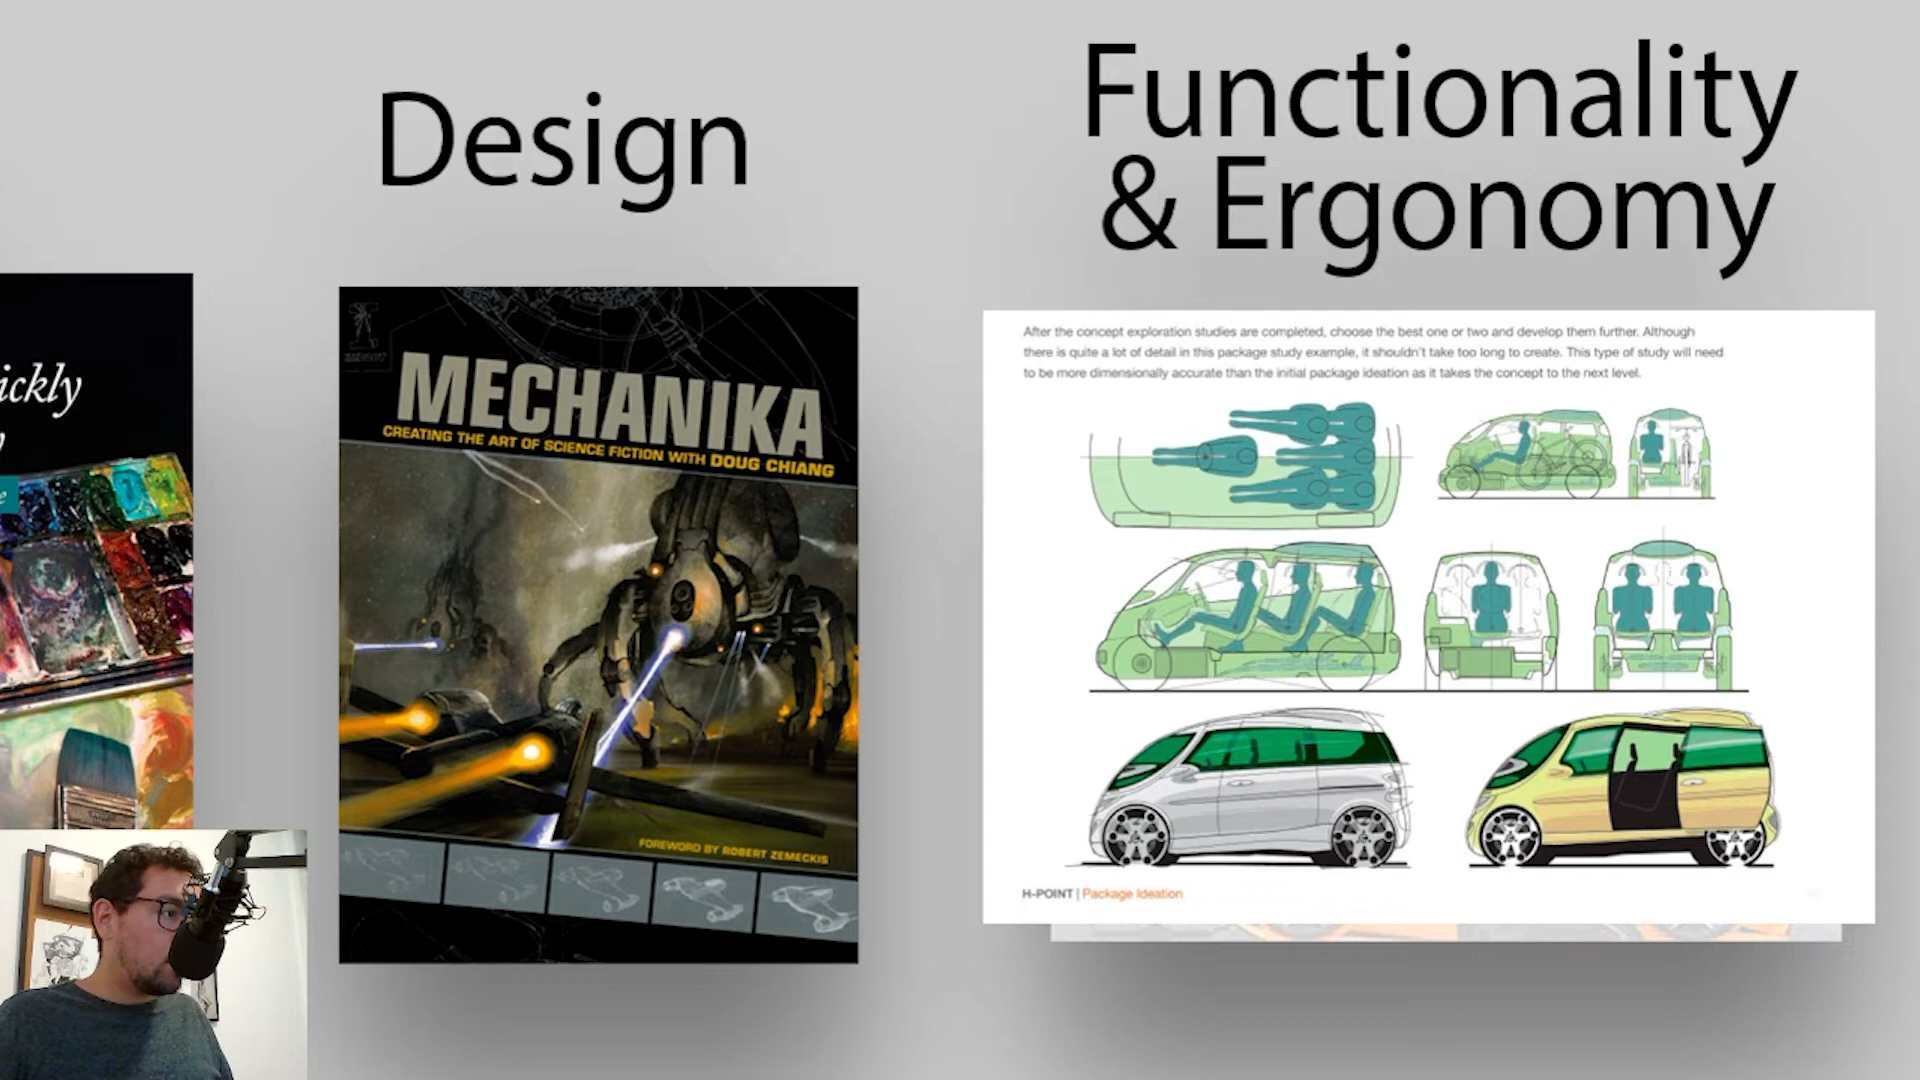 Design
Functionality
& Ergonomy
ickly
MECHANIKA
CREATING THE ART OF SCIENCE FICTION WITH DOUG CHIANG
FOREWORD BY ROBERT ZEMECKIS
After the concept exploration studies are completed, choose the best one or two and develop them further. Although
there is quite a lot of detail in this package study example, it shouldn't take too long to create. This type of study will need
to be more dimensionally accurate than the initial package ideation as it takes the concept to the next level.
H-POINT | Package Ideation